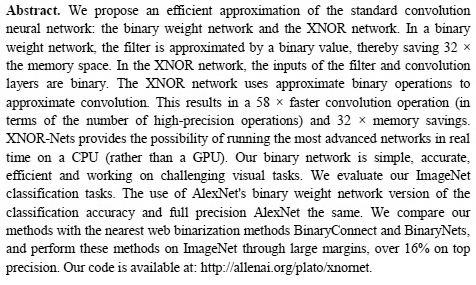 Abstract. We propose an efficient approximation of the standard convolution
neural network: the binary weight network and the XNOR network. In a binary
weight network, the filter is approximated by a binary value, thereby saving 32 ×
the memory space. In the XNOR network, the inputs of the filter and convolution
layers are binary. The XNOR network uses approximate binary operations to
approximate convolution. This results in a 58 × faster convolution operation (in
terms of the number of high-precision operations) and 32 × memory savings.
XNOR-Nets provides the possibility of running the most advanced networks in real
time on a CPU (rather than a GPU). Our binary network is simple, accurate,
efficient and working on challenging visual tasks. We evaluate our ImageNet
classification tasks. The use of AlexNet's binary weight network version of the
classification accuracy and full precision AlexNet the same. We compare our
methods with the nearest web binarization methods BinaryConnect and BinaryNets,
and perform these methods on ImageNet through large margins, over 16% on top
precision. Our code is available at: http://allenai.org/plato/xnornet.